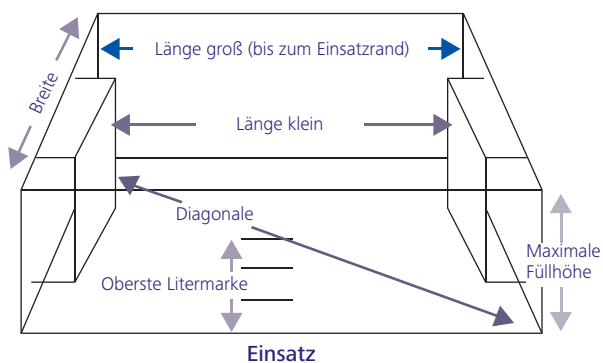 Länge groß (bis zum Einsatzrand)
Breite
Länge klein
Diagonale
Maximale
Füllhöhe
Oberste Litermarke
Einsatz